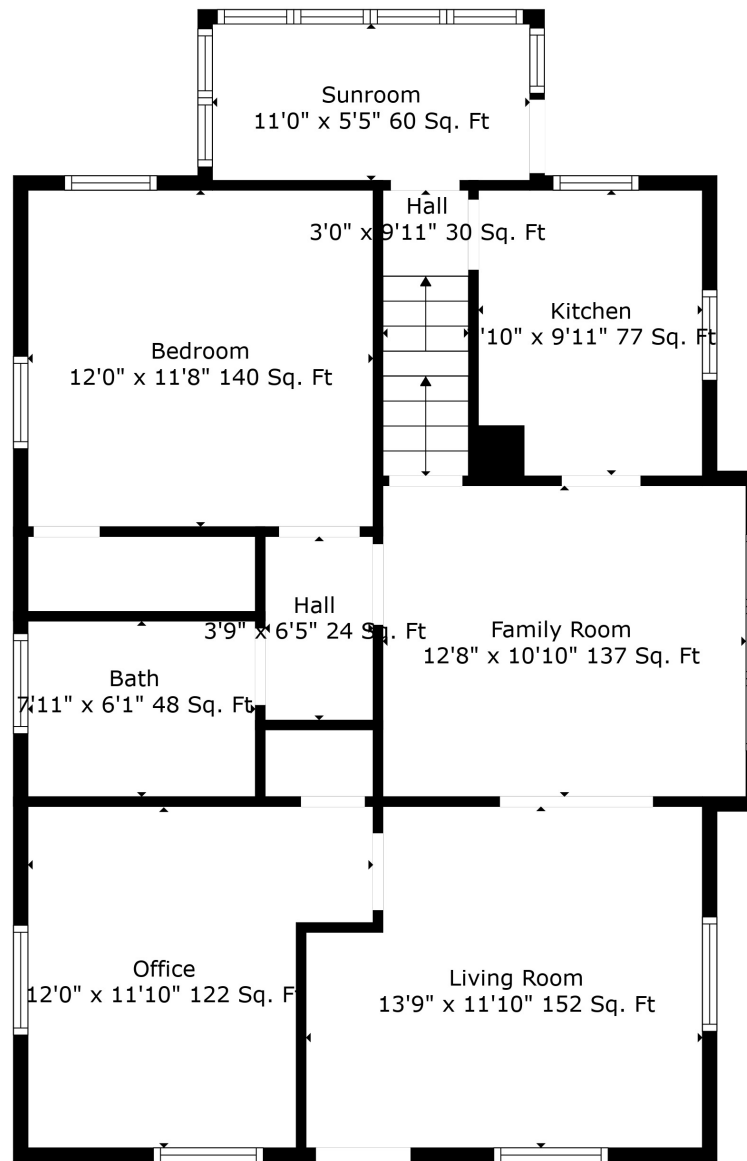 Sunroom
11'0" x 5'5" 60 Sq. Ft
Hall
3'0" x 9'11" 30 Sq. Ft
Kitchen
'10" x 9'11" 77 Sq. Ft
Bedroom
12'0" x 11'8" 140 Sq. Ft
Hall
3'9" x 6'5" 24 Sq. Ft
Family Room
12'8" x 10'10" 137 Sq. Ft
Bath
7'11" x 6'1" 48 Sq. Ft
Office
12'0" x 11'10" 122 Sq. Ft
Living Room
13'9" x 11'10" 152 Sq. Ft